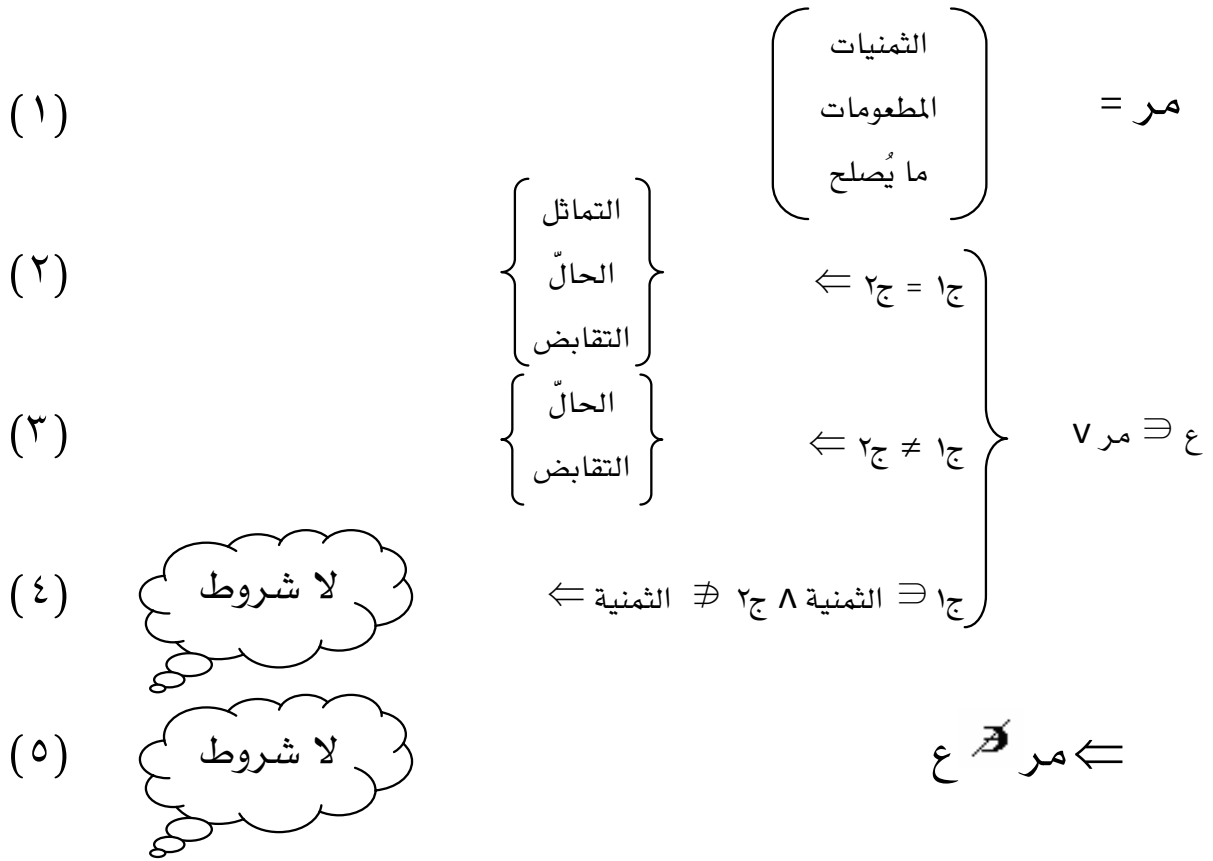 مر = الثمنيات (١)
المطعومات
ما يُصلح
ع ∋ مر ٧
ج١ = ج٢ ⇐ التماثل (٢)
الحالّ
التقابض
ج١ ≠ ج٢ ⇐ الحالّ (٣)
التقابض
ج١ ∋ الثمنية ٨ ج٢ ∌ الثمنية ⇐ لا شروط (٤)
⇐ مر ∌ ع لا شروط (٥)